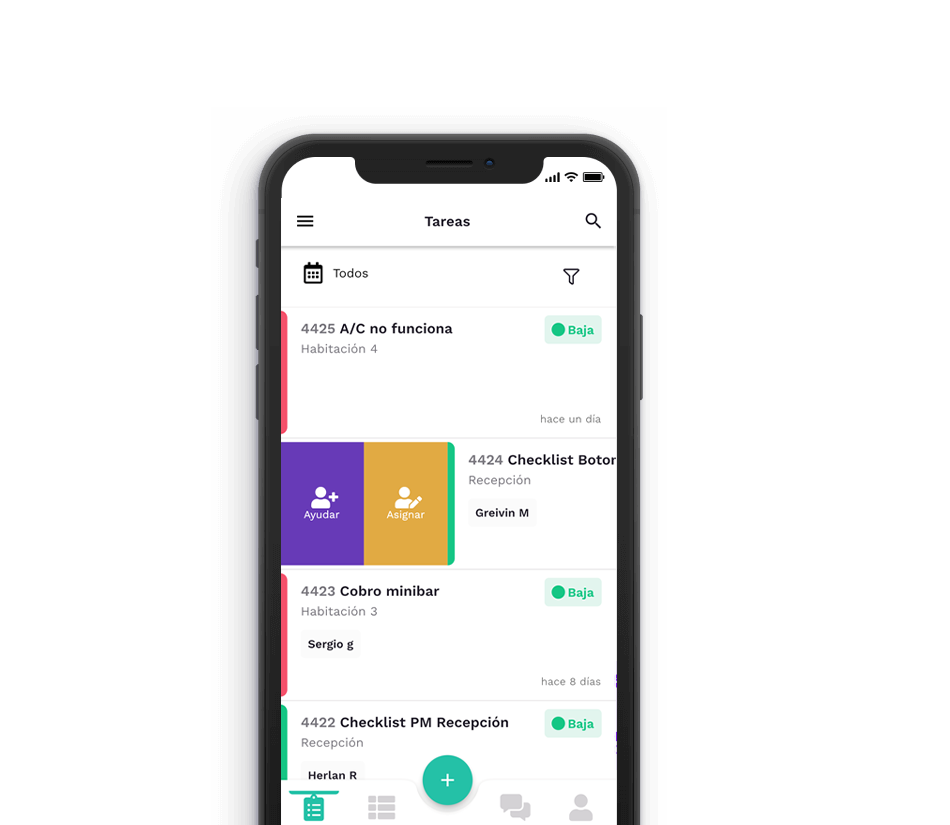 Tareas
Todos
4425 A/C no funciona
Baja
Habitación 4
hace un día
Ayudar
Asignar
4424 Checklist Boton
Recepción
Greivin M
4423 Cobro minibar
Baja
Habitación 3
Sergio g
hace 8 días
4422 Checklist PM Recepción
Baja
Recepción
Herlan R